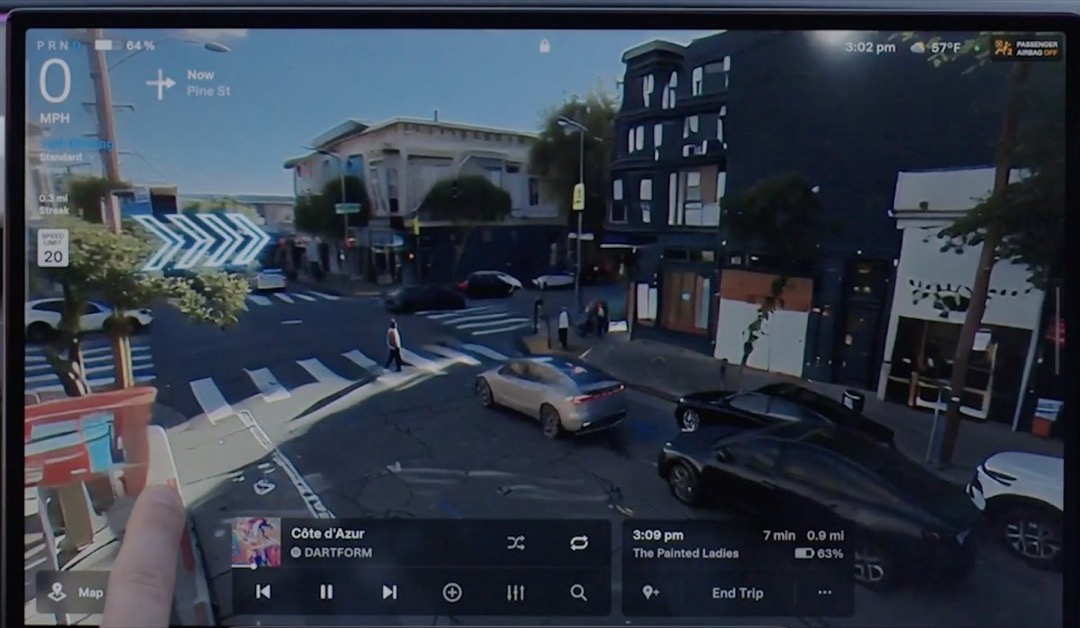 P R N D
64 %
3:02 pm
57°F
PASSENGER
AIRBAG OFF
0
MPH
Now
Pine St
Standard
0.3 mi
Streak
SPEED
LIMIT
20
Côte d'Azur
DARTFORM
3:09 pm
7 min
0.9 mi
The Painted Ladies
63%
Map
End Trip